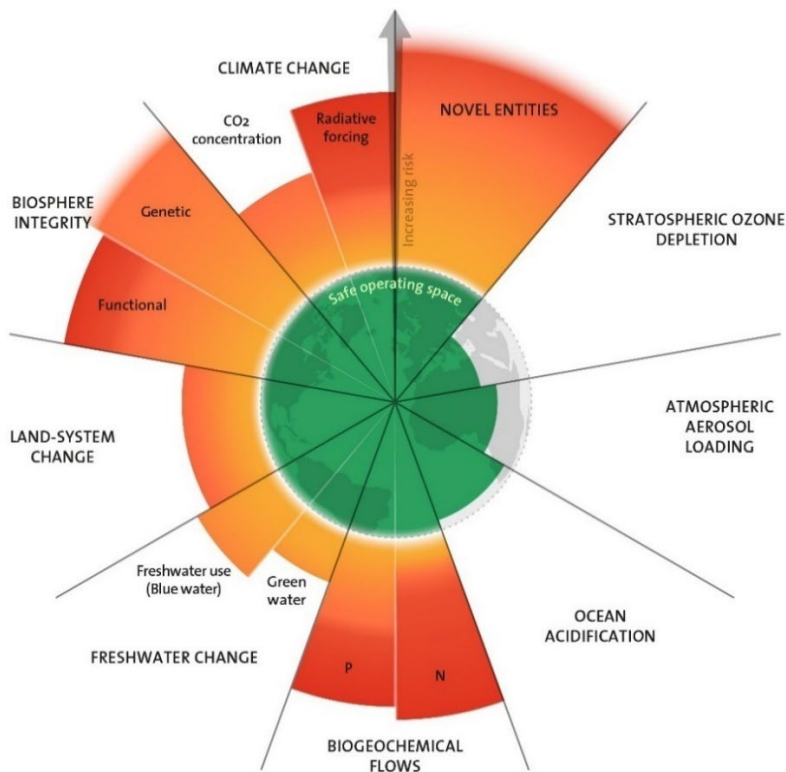 CLIMATE CHANGE
CO2
concentration
Radiative
forcing
NOVEL ENTITIES
Increasing risk
BIOSPHERE
INTEGRITY
Genetic
Functional
STRATOSPHERIC OZONE
DEPLETION
Safe operating space
LAND-SYSTEM
CHANGE
ATMOSPHERIC
AEROSOL
LOADING
Freshwater use
(Blue water)
Green
water
FRESHWATER CHANGE
OCEAN
ACIDIFICATION
P
N
BIOGEOCHEMICAL
FLOWS